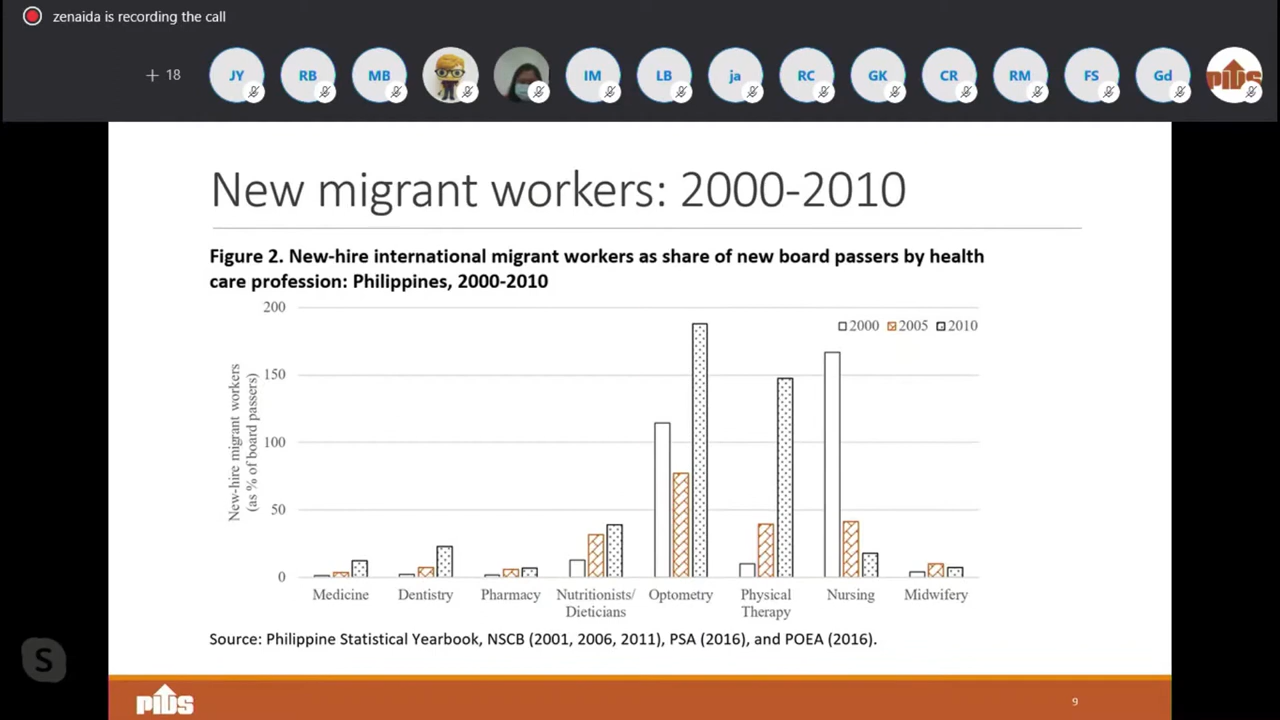 zenaida is recording the call
+ 18
JY RB MB IM LB ja RC GK CR RM FS Gd PIDS
New migrant workers: 2000-2010
Figure 2. New-hire international migrant workers as share of new board passers by health
care profession: Philippines, 2000-2010
200
150
100
50
0
New-hire migrant workers
(as % of board passers)
2000 2005 2010
Medicine Dentistry Pharmacy Nutritionists/ Optometry Physical Nursing Midwifery
Dieticians Therapy
Source: Philippine Statistical Yearbook, NSCB (2001, 2006, 2011), PSA (2016), and POEA (2016).
S
PIDS
9